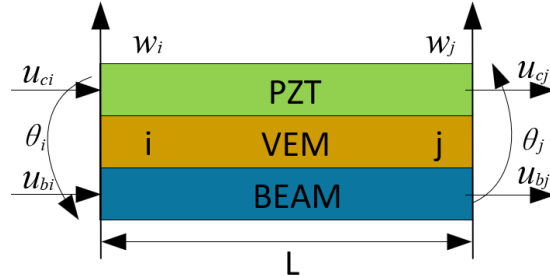 w_i w_j
u_ci PZT u_cj
θ_i i VEM j θ_j
u_bi BEAM u_bj
L